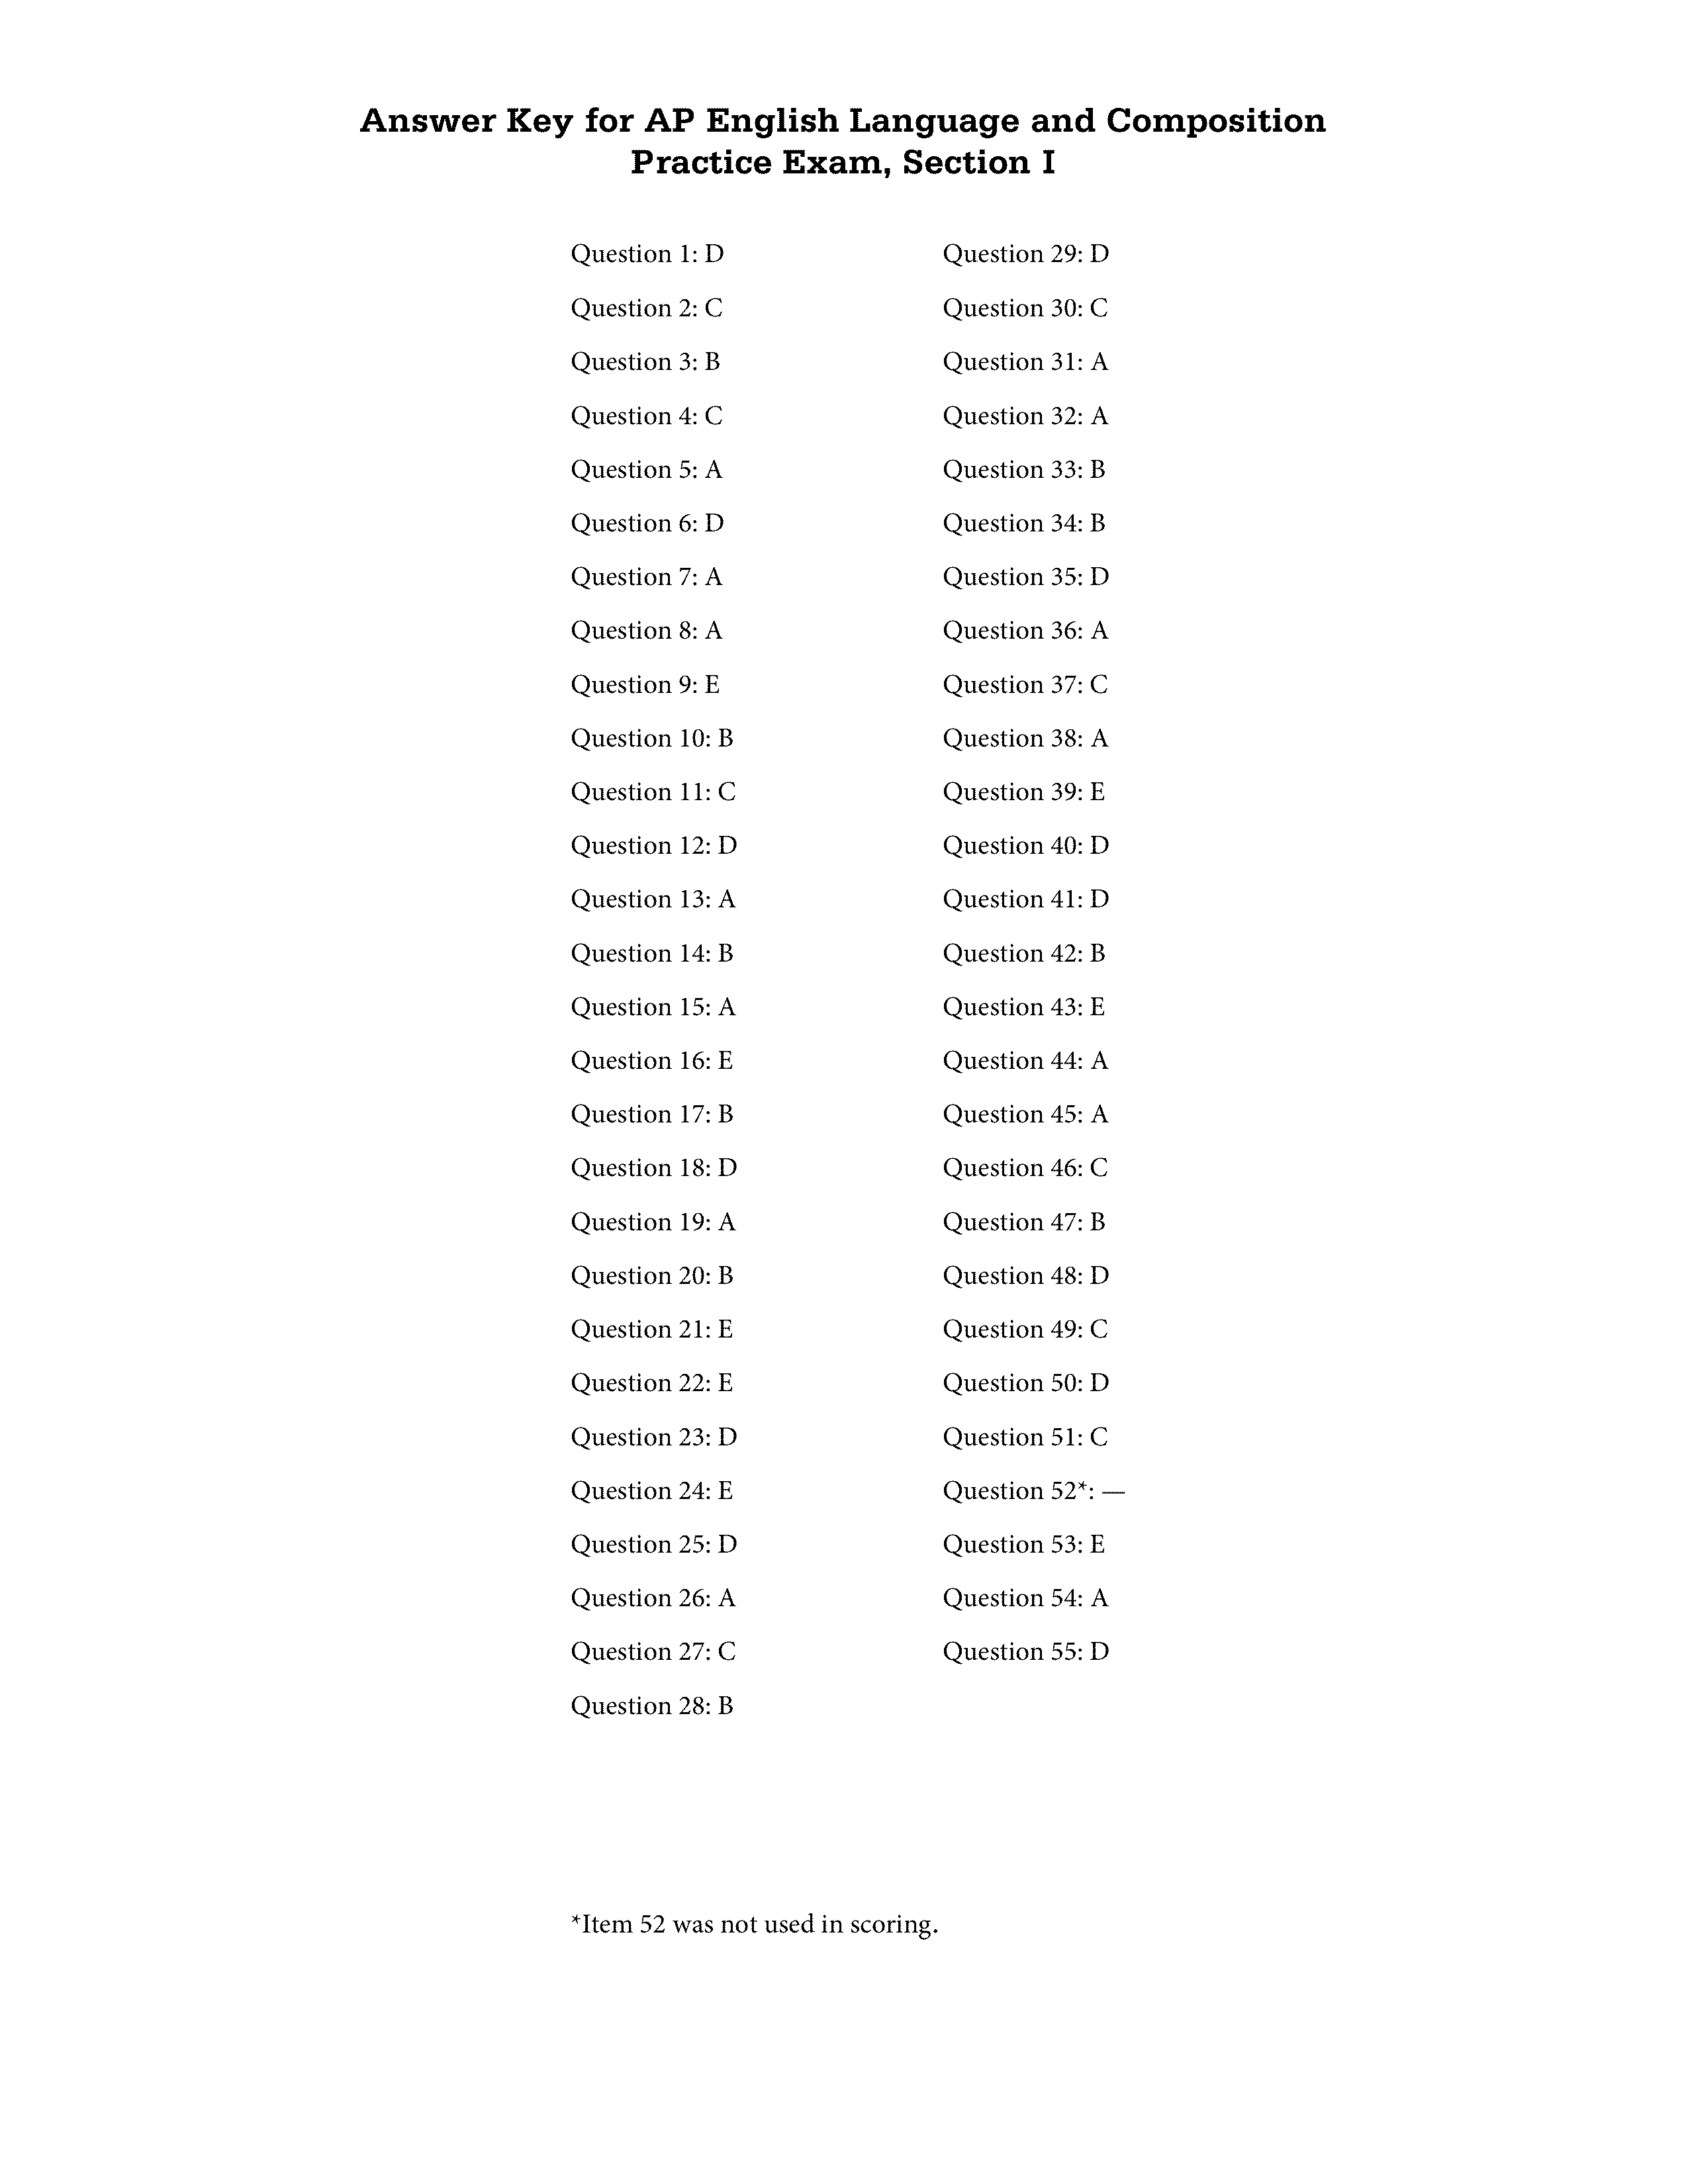 Answer Key for AP English Language and Composition
Practice Exam, Section I
Question 1: D
Question 2: C
Question 3: B
Question 4: C
Question 5: A
Question 6: D
Question 7: A
Question 8: A
Question 9: E
Question 10: B
Question 11: C
Question 12: D
Question 13: A
Question 14: B
Question 15: A
Question 16: E
Question 17: B
Question 18: D
Question 19: A
Question 20: B
Question 21: E
Question 22: E
Question 23: D
Question 24: E
Question 25: D
Question 26: A
Question 27: C
Question 28: B
Question 29: D
Question 30: C
Question 31: A
Question 32: A
Question 33: B
Question 34: B
Question 35: D
Question 36: A
Question 37: C
Question 38: A
Question 39: E
Question 40: D
Question 41: D
Question 42: B
Question 43: E
Question 44: A
Question 45: A
Question 46: C
Question 47: B
Question 48: D
Question 49: C
Question 50: D
Question 51: C
Question 52*: —
Question 53: E
Question 54: A
Question 55: D
*Item 52 was not used in scoring.